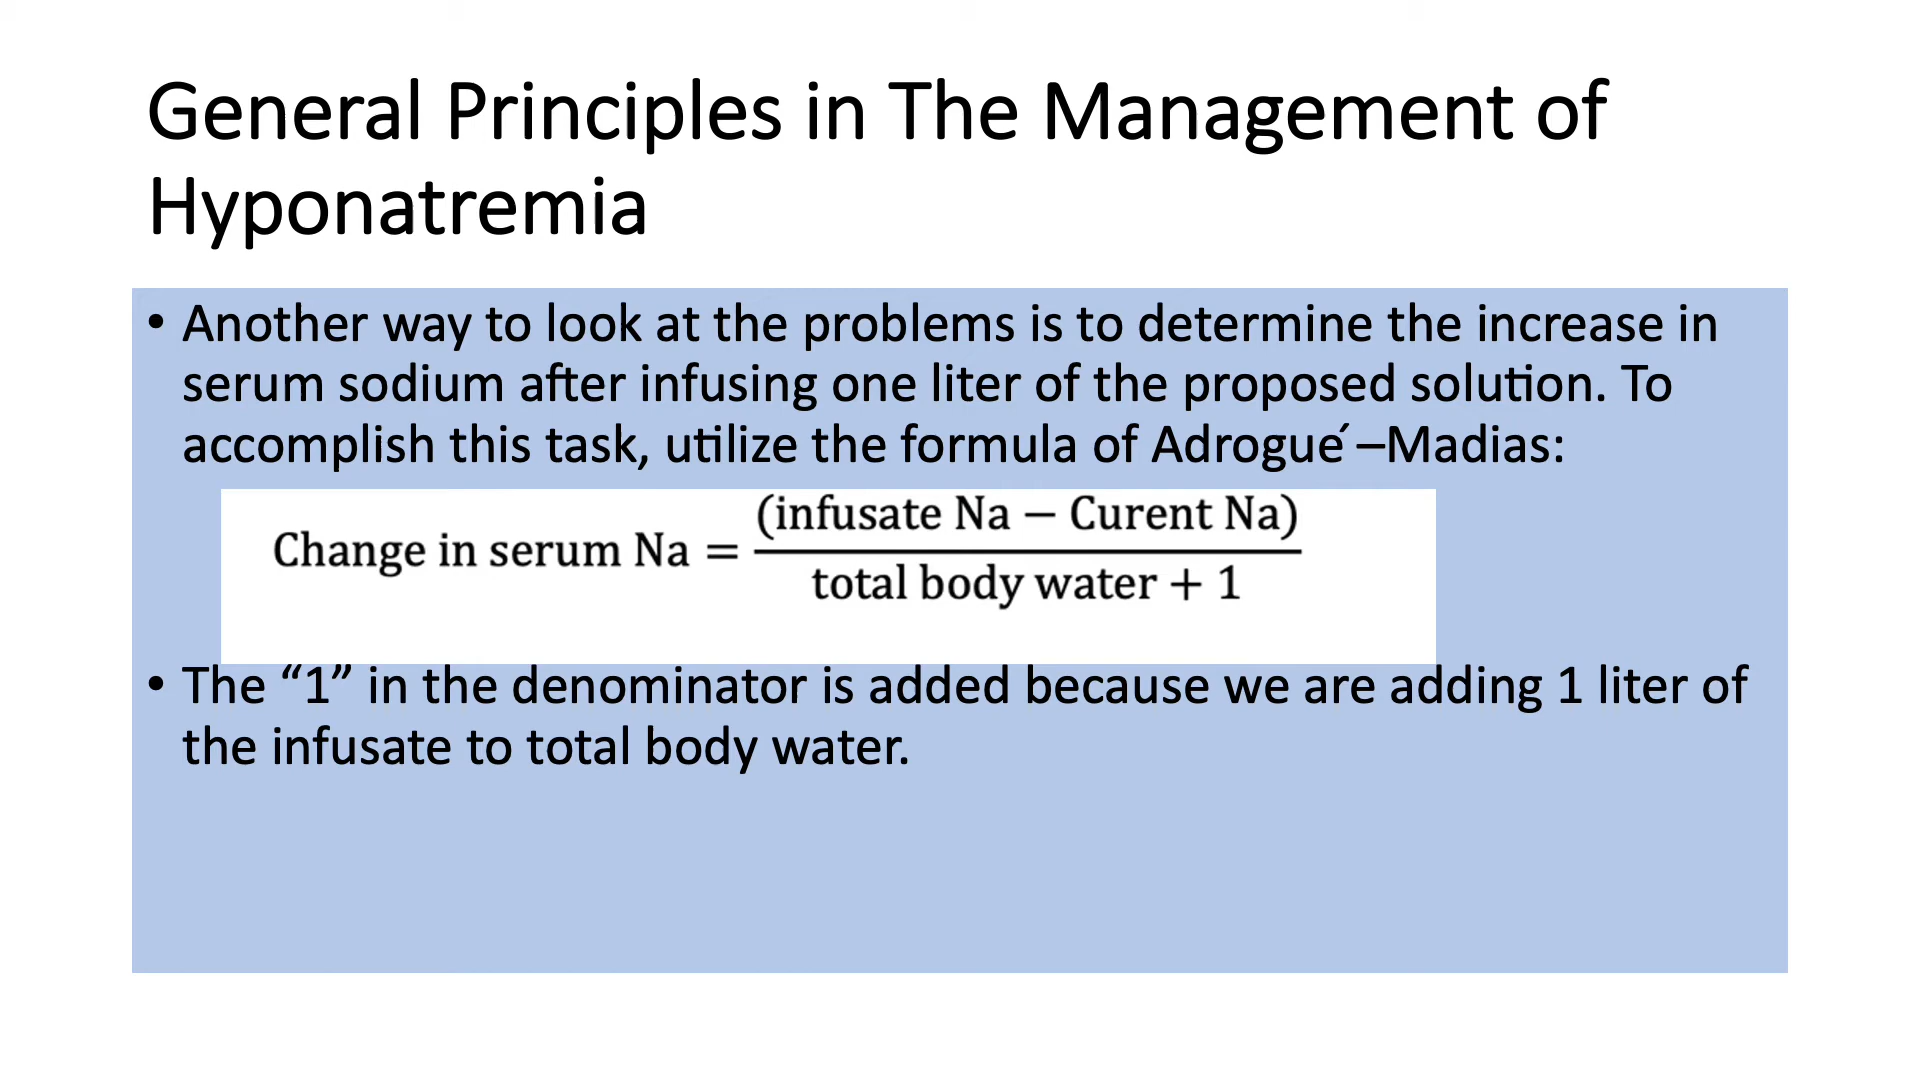 General Principles in The Management of
Hyponatremia
• Another way to look at the problems is to determine the increase in
serum sodium after infusing one liter of the proposed solution. To
accomplish this task, utilize the formula of Adrogue ́–Madias:
Change in serum Na = (infusate Na − Curent Na) / total body water + 1
• The “1” in the denominator is added because we are adding 1 liter of
the infusate to total body water.